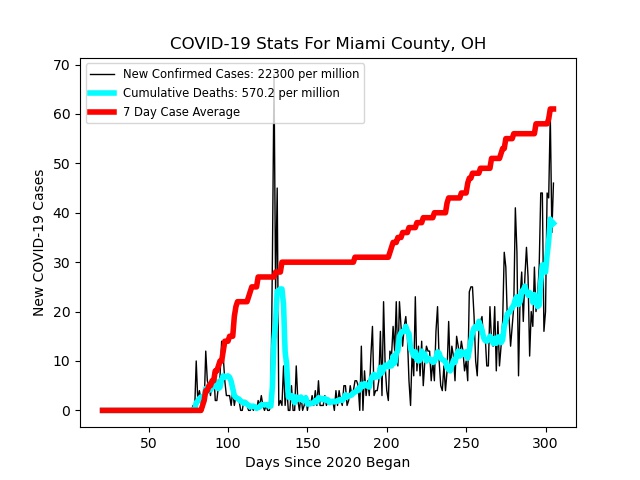 COVID-19 Stats For Miami County, OH
New Confirmed Cases: 22300 per million
Cumulative Deaths: 570.2 per million
7 Day Case Average
70
60
50
40
30
20
10
0
New COVID-19 Cases
50 100 150 200 250 300
Days Since 2020 Began